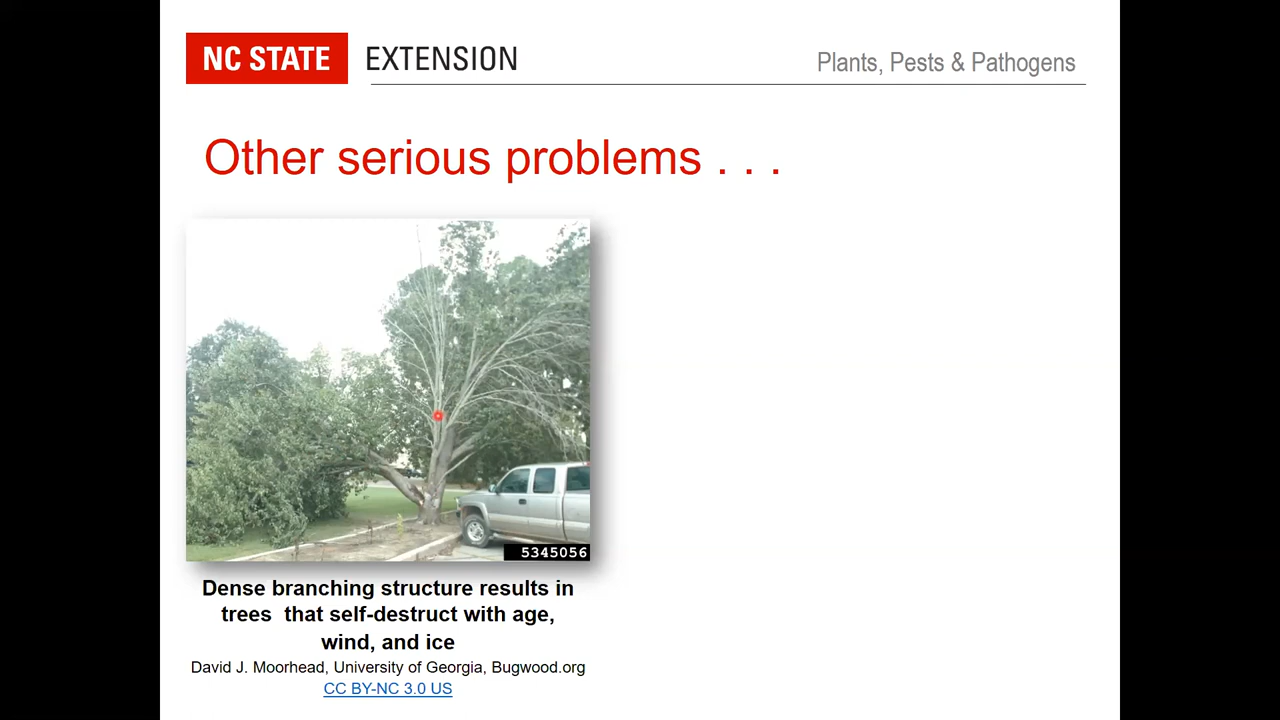 NC STATE EXTENSION
Plants, Pests & Pathogens
Other serious problems . . .
5345056
Dense branching structure results in
trees that self-destruct with age,
wind, and ice
David J. Moorhead, University of Georgia, Bugwood.org
CC BY-NC 3.0 US